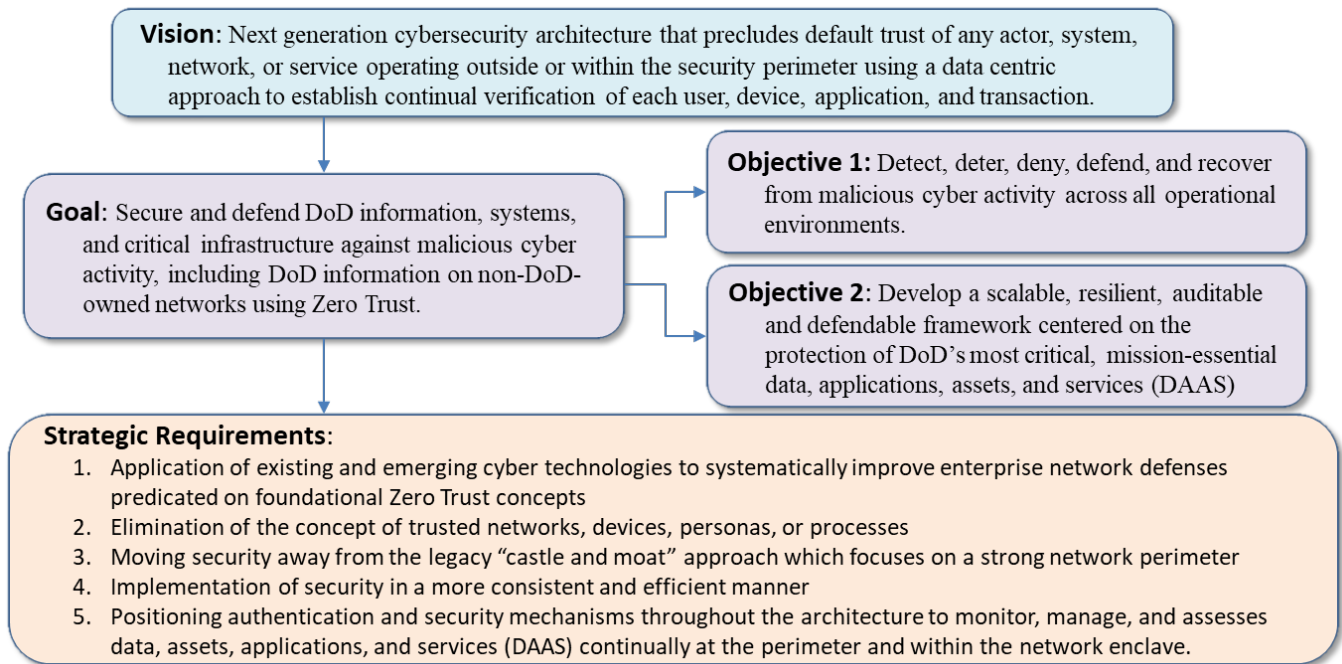 Vision: Next generation cybersecurity architecture that precludes default trust of any actor, system,
network, or service operating outside or within the security perimeter using a data centric
approach to establish continual verification of each user, device, application, and transaction.
Goal: Secure and defend DoD information, systems,
and critical infrastructure against malicious cyber
activity, including DoD information on non-DoD-
owned networks using Zero Trust.
Objective 1: Detect, deter, deny, defend, and recover
from malicious cyber activity across all operational
environments.
Objective 2: Develop a scalable, resilient, auditable
and defendable framework centered on the
protection of DoD’s most critical, mission-essential
data, applications, assets, and services (DAAS)
Strategic Requirements:
1. Application of existing and emerging cyber technologies to systematically improve enterprise network defenses
predicated on foundational Zero Trust concepts
2. Elimination of the concept of trusted networks, devices, personas, or processes
3. Moving security away from the legacy “castle and moat” approach which focuses on a strong network perimeter
4. Implementation of security in a more consistent and efficient manner
5. Positioning authentication and security mechanisms throughout the architecture to monitor, manage, and assesses
data, assets, applications, and services (DAAS) continually at the perimeter and within the network enclave.